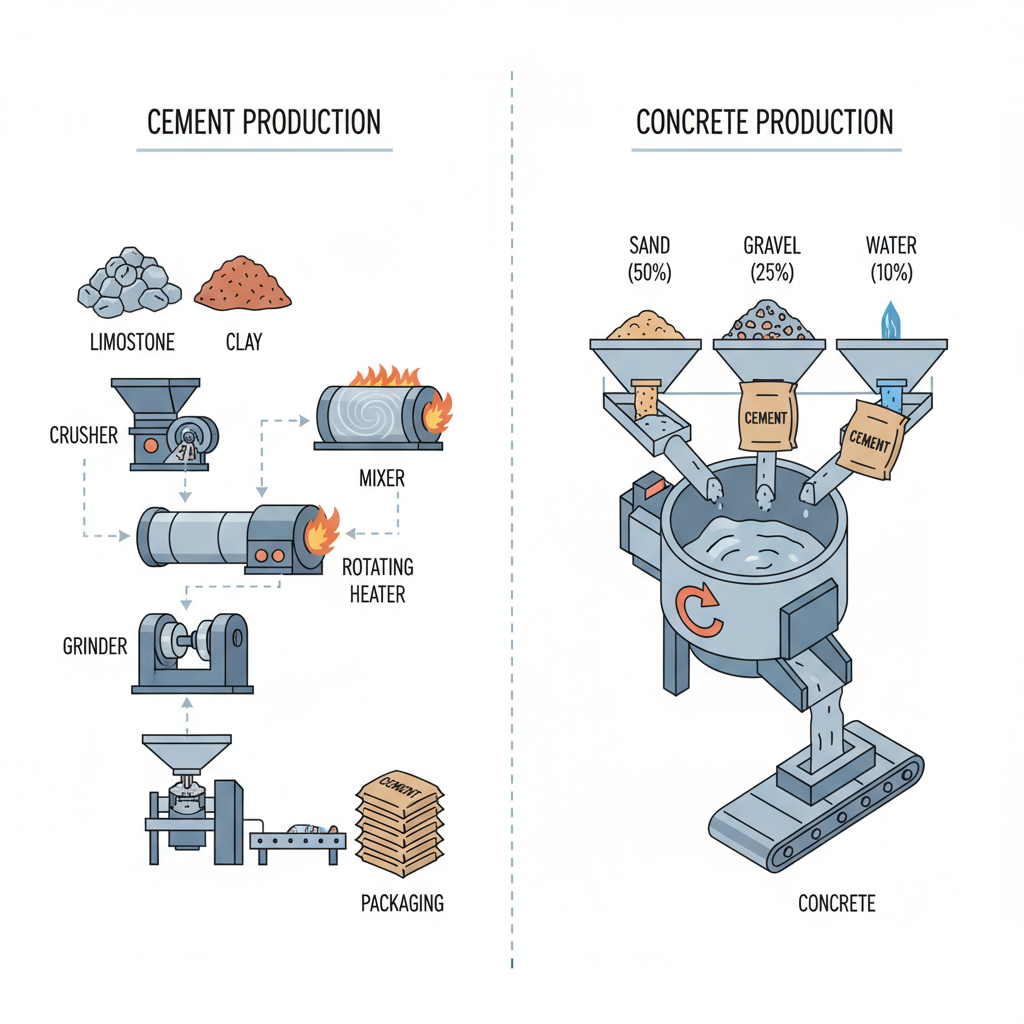 CEMENT PRODUCTION
LIMOSTONE
CLAY
CRUSHER
MIXER
ROTATING
HEATER
GRINDER
CEMENT
PACKAGING
CONCRETE PRODUCTION
SAND
(50%)
GRAVEL
(25%)
WATER
(10%)
CEMENT
CEMENT
CONCRETE